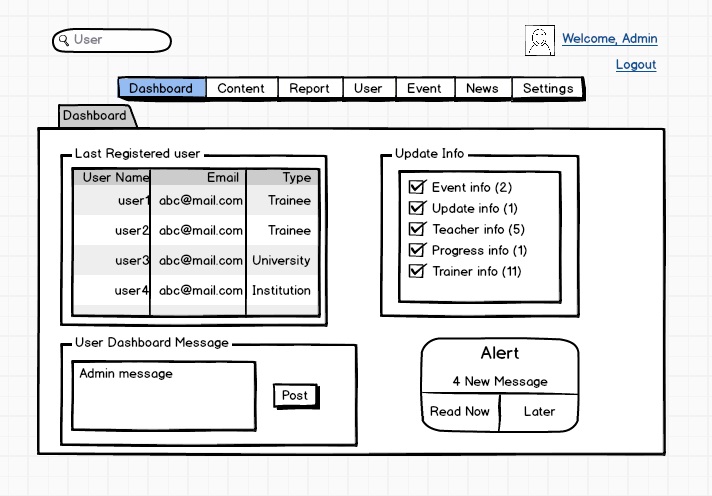 User
Welcome, Admin
Logout
Dashboard Content Report User Event News Settings
Dashboard
Last Registered user
User Name Email Type
user1 abc@mail.com Trainee
user2 abc@mail.com Trainee
user3 abc@mail.com University
user4 abc@mail.com Institution
Update Info
Event info (2)
Update info (1)
Teacher info (5)
Progress info (1)
Trainer info (11)
User Dashboard Message
Admin message
Post
Alert
4 New Message
Read Now Later